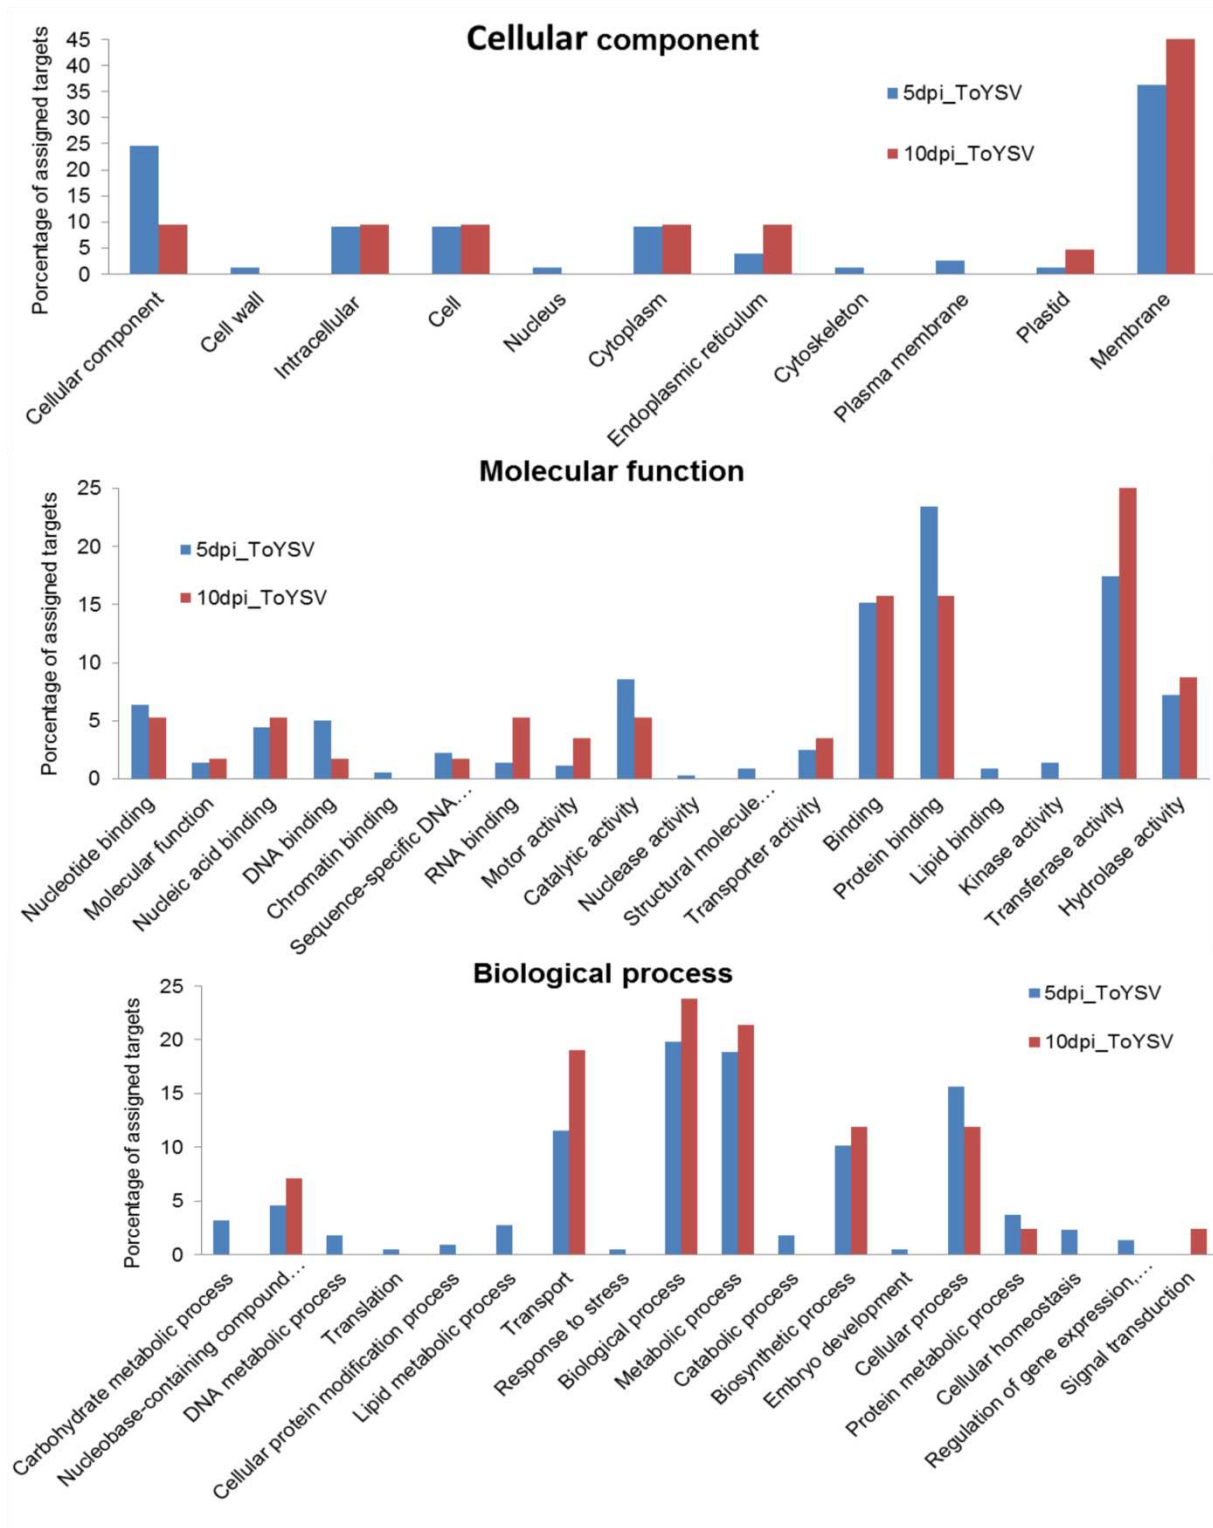 Cellular component
Porcentage of assigned targets
45
40
35
30
25
20
15
10
5
0
5dpi_ToYSV
10dpi_ToYSV
Cellular component
Cell wall
Intracellular
Cell
Nucleus
Cytoplasm
Endoplasmic reticulum
Cytoskeleton
Plasma membrane
Plastid
Membrane
Molecular function
Porcentage of assigned targets
25
20
15
10
5
0
5dpi_ToYSV
10dpi_ToYSV
Nucleotide binding
Molecular function
Nucleic acid binding
DNA binding
Chromatin binding
Sequence-specific DNA...
RNA binding
Motor activity
Catalytic activity
Nuclease activity
Structural molecule...
Transporter activity
Binding
Protein binding
Lipid binding
Kinase activity
Transferase activity
Hydrolase activity
Biological process
Porcentage of assigned targets
25
20
15
10
5
0
5dpi_ToYSV
10dpi_ToYSV
Carbohydrate metabolic process
Nucleobase-containing compound...
DNA metabolic process
Translation
Cellular protein modification process
Lipid metabolic process
Transport
Response to stress
Biological process
Metabolic process
Catabolic process
Biosynthetic process
Embryo development
Cellular process
Protein metabolic process
Cellular homeostasis
Regulation of gene expression,...
Signal transduction